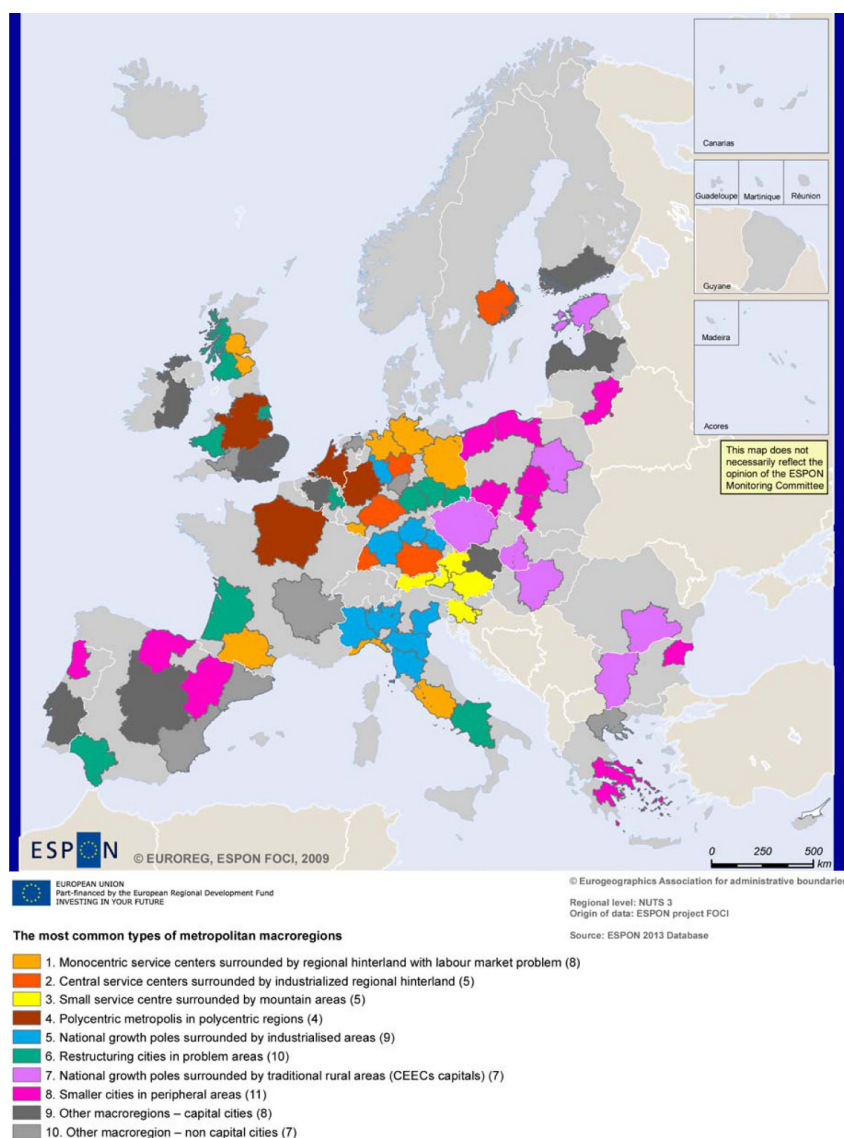 Canarias
Guadeloupe
Martinique
Réunion
Guyane
Madeira
Acores
This map does not
necessarily reflect the
opinion of the ESPON
Monitoring Committee
ESPON
© EUROREG, ESPON FOCI, 2009
0 250 500
km
EUROPEAN UNION
Part-financed by the European Regional Development Fund
INVESTING IN YOUR FUTURE
© Eurogeographics Association for administrative boundaries
Regional level: NUTS 3
Origin of data: ESPON project FOCI
Source: ESPON 2013 Database
The most common types of metropolitan macroregions
1. Monocentric service centers surrounded by regional hinterland with labour market problem (8)
2. Central service centers surrounded by industrialized regional hinterland (5)
3. Small service centre surrounded by mountain areas (5)
4. Polycentric metropolis in polycentric regions (4)
5. National growth poles surrounded by industrialised areas (9)
6. Restructuring cities in problem areas (10)
7. National growth poles surrounded by traditional rural areas (CEECs capitals) (7)
8. Smaller cities in peripheral areas (11)
9. Other macroregions – capital cities (8)
10. Other macroregion – non capital cities (7)